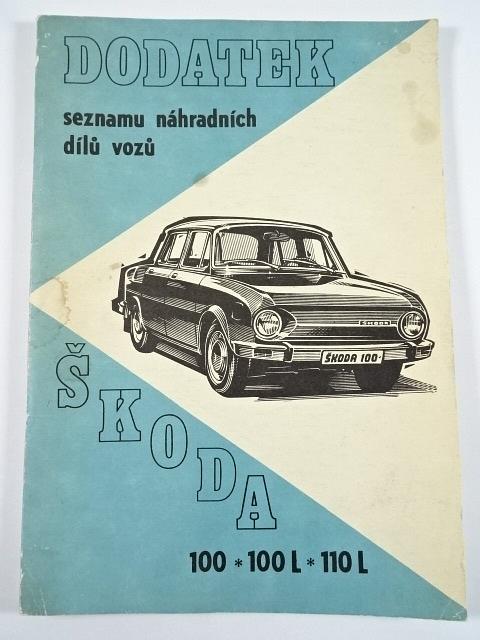 DODATEK
seznamu náhradních
dílů vozů
ŠKODA
ŠKODA 100
ŠKODA
100 * 100 L * 110 L